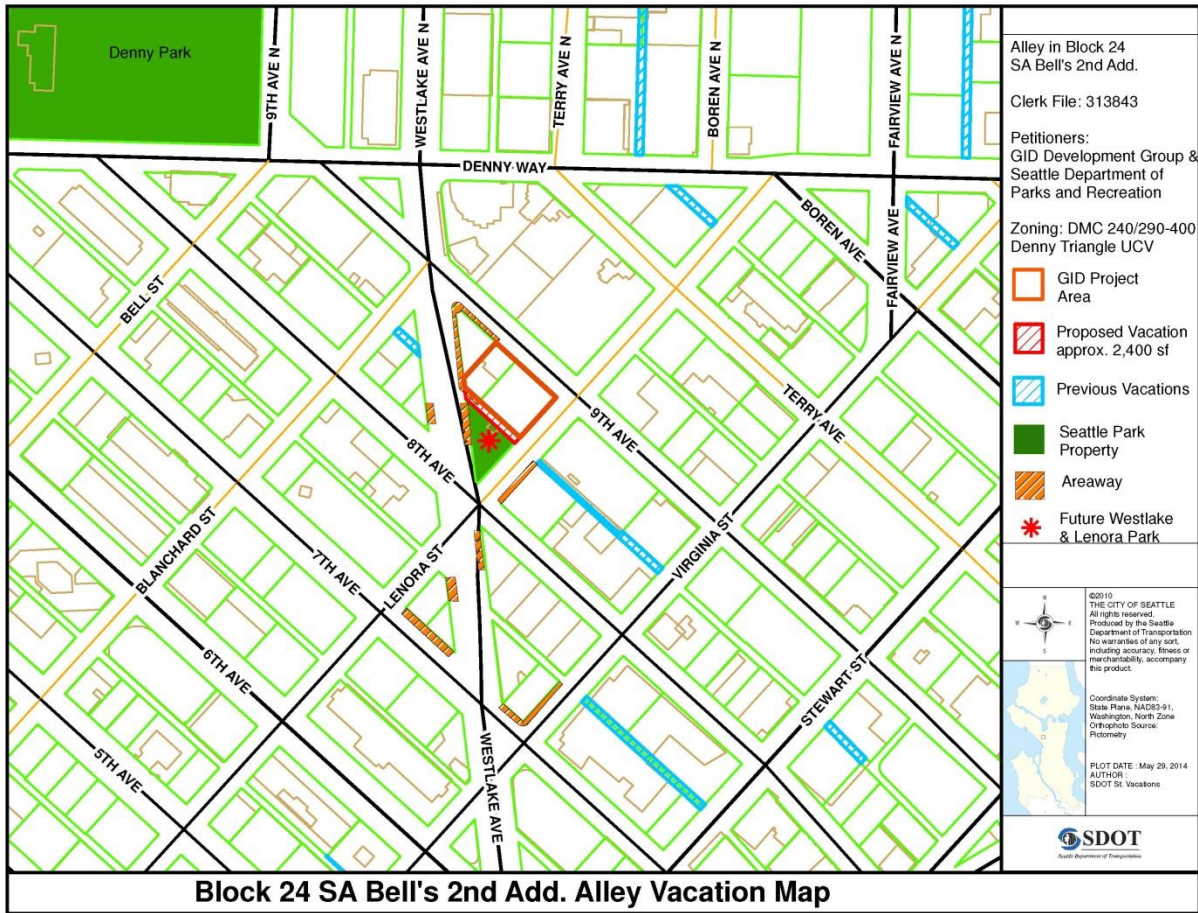 Denny Park
9TH AVE N
WESTLAKE AVE N
TERRY AVE N
BOREN AVE N
FAIRVIEW AVE N
DENNY WAY
BOREN AVE
FAIRVIEW AVE
BELL ST
9TH AVE
TERRY AVE
8TH AVE
BLANCHARD ST
7TH AVE
LENORA ST
VIRGINIA ST
6TH AVE
STEWART ST
5TH AVE
WESTLAKE AVE
Alley in Block 24
SA Bell's 2nd Add.
Clerk File: 313843
Petitioners:
GID Development Group &
Seattle Department of
Parks and Recreation
Zoning: DMC 240/290-400
Denny Triangle UCV
GID Project
Area
Proposed Vacation
approx. 2,400 sf
Previous Vacations
Seattle Park
Property
Areaway
Future Westlake
& Lenora Park
N
W
E
S
©2010
THE CITY OF SEATTLE
All rights reserved.
Produced by the Seattle
Department of Transportation
No warranties of any sort,
including accuracy, fitness or
merchantability, accompany
this product.
Coordinate System:
State Plane, NAD83-91,
Washington, North Zone
Orthophoto Source:
Pictometry
PLOT DATE : May 29, 2014
AUTHOR :
SDOT St. Vacations
SDOT
Seattle Department of Transportation
Block 24 SA Bell's 2nd Add. Alley Vacation Map